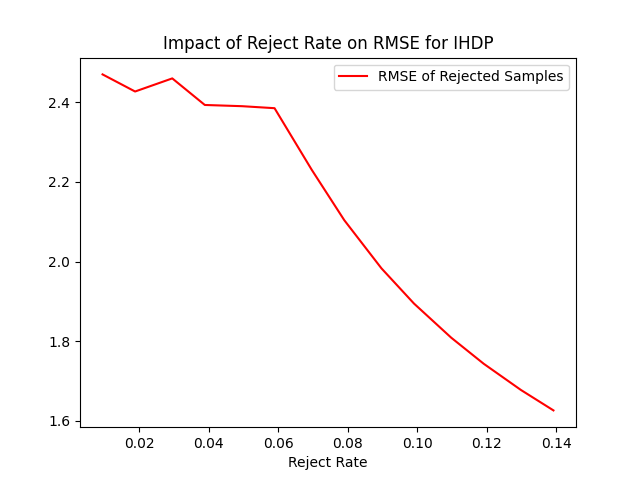 Impact of Reject Rate on RMSE for IHDP
RMSE of Rejected Samples
2.4
2.2
2.0
1.8
1.6
0.02 0.04 0.06 0.08 0.10 0.12 0.14
Reject Rate